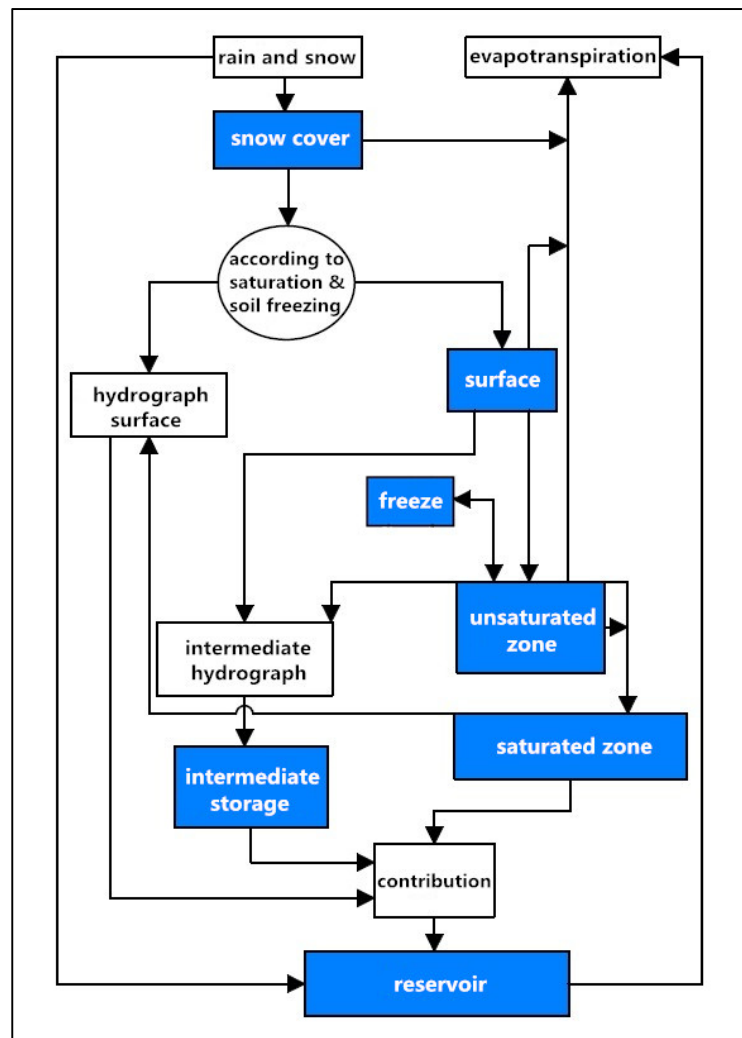 rain and snow
evapotranspiration
snow cover
according to
saturation &
soil freezing
surface
hydrograph
surface
freeze
unsaturated
zone
intermediate
hydrograph
saturated zone
intermediate
storage
contribution
reservoir